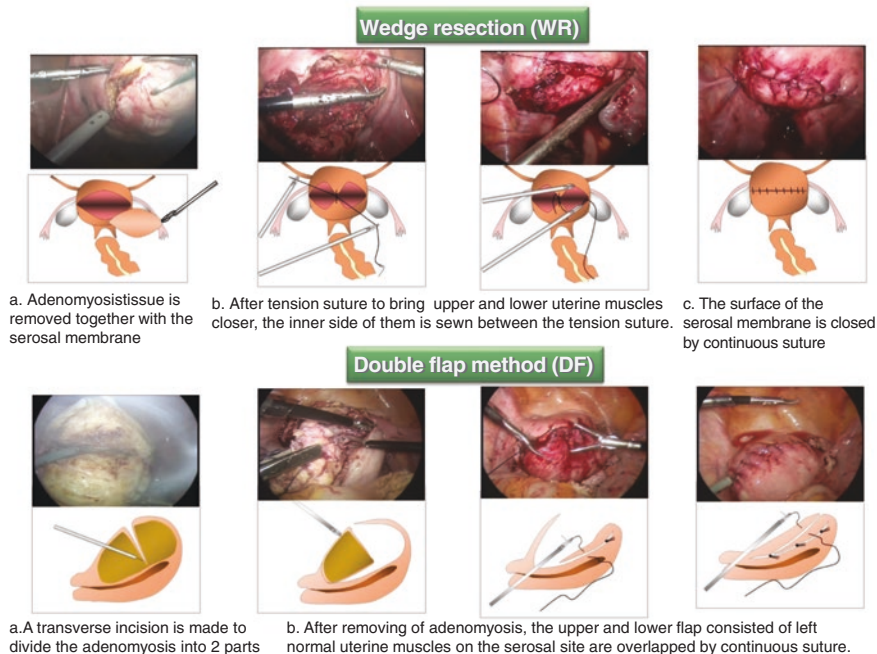 Wedge resection (WR)
a. Adenomyosistissue is
removed together with the
serosal membrane
b. After tension suture to bring upper and lower uterine muscles
closer, the inner side of them is sewn between the tension suture.
c. The surface of the
serosal membrane is closed
by continuous suture
Double flap method (DF)
a.A transverse incision is made to
divide the adenomyosis into 2 parts
b. After removing of adenomyosis, the upper and lower flap consisted of left
normal uterine muscles on the serosal site are overlapped by continuous suture.